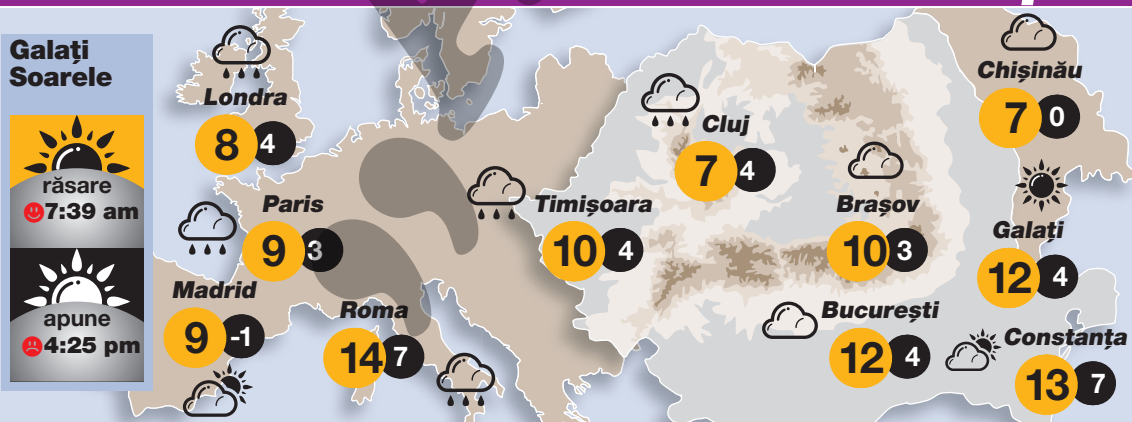 Galați
Soarele
răsare
7:39 am
apune
4:25 pm
Londra
8 4
Paris
9 3
Madrid
9 -1
Roma
14 7
Timișoara
10 4
Cluj
7 4
Brașov
10 3
București
12 4
Chișinău
7 0
Galați
12 4
Constanța
13 7